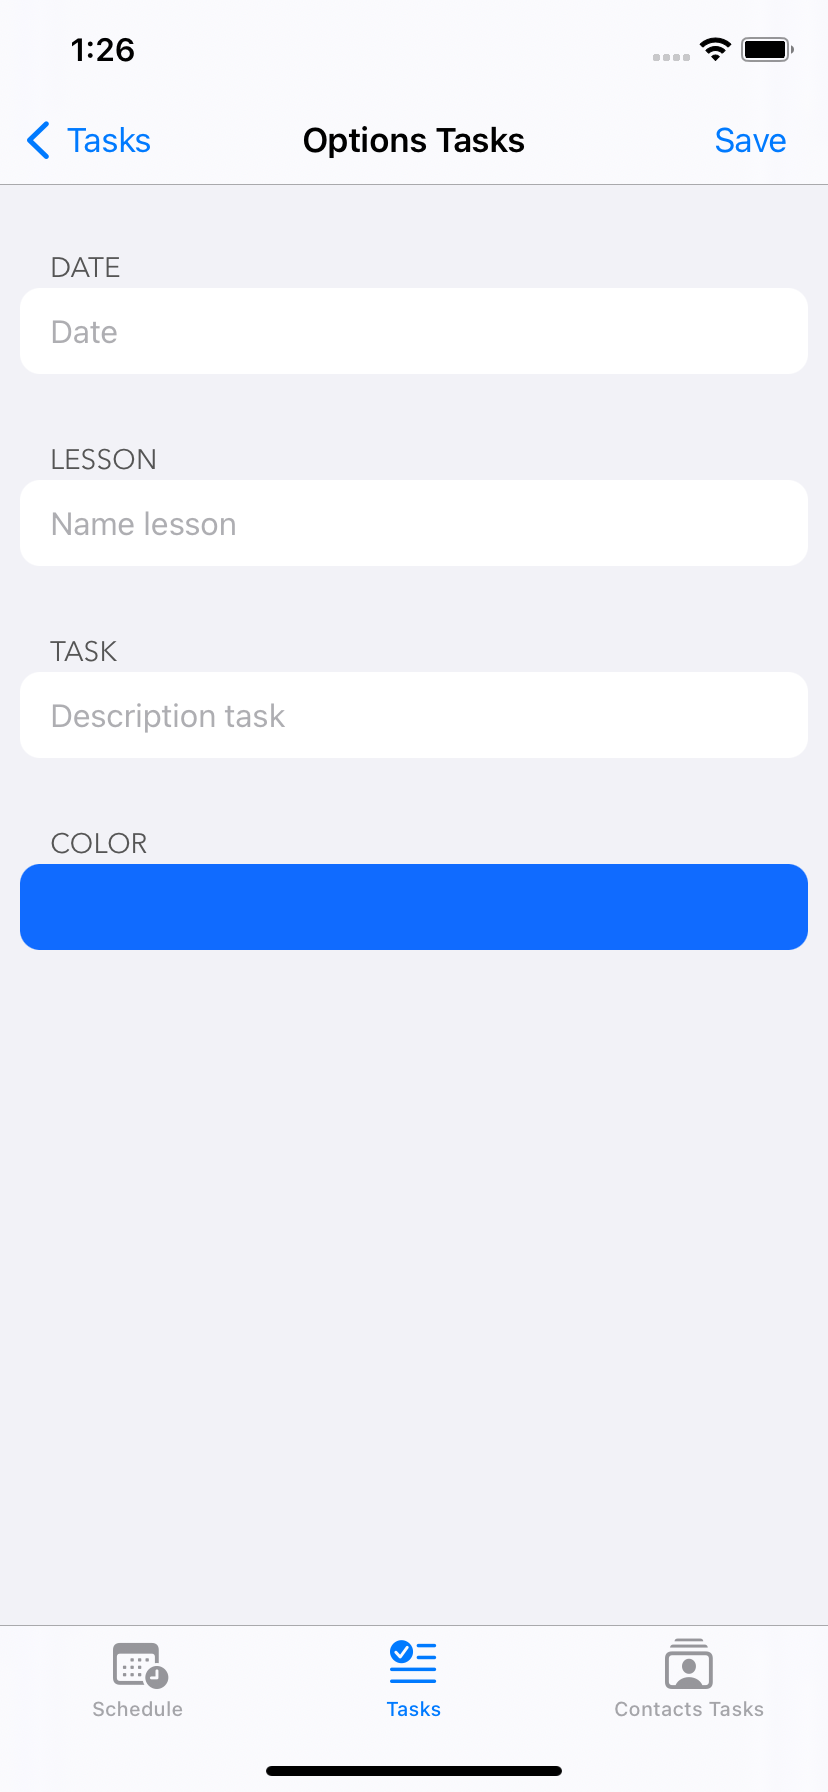 1:26
Tasks Options Tasks Save
DATE
Date
LESSON
Name lesson
TASK
Description task
COLOR
Schedule Tasks Contacts Tasks